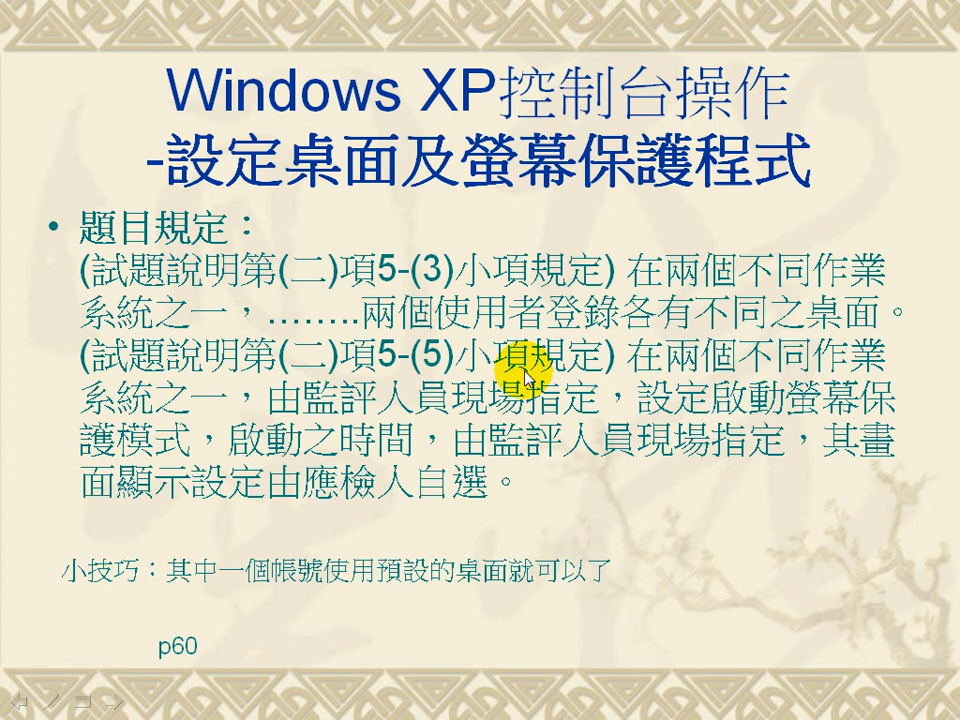 Windows XP控制台操作
-設定桌面及螢幕保護程式
• 題目規定：
(試題說明第(二)項5-(3)小項規定) 在兩個不同作業
系統之一，……..兩個使用者登錄各有不同之桌面。
(試題說明第(二)項5-(5)小項規定) 在兩個不同作業
系統之一，由監評人員現場指定，設定啟動螢幕保
護模式，啟動之時間，由監評人員現場指定，其畫
面顯示設定由應檢人自選。
小技巧：其中一個帳號使用預設的桌面就可以了
p60